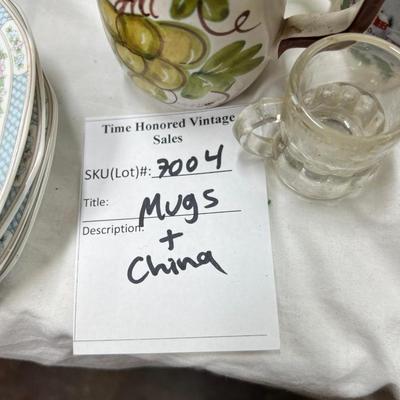 Time Honored Vintage
Sales
SKU(Lot)#: 7004
Title: Mugs
Description: +
China